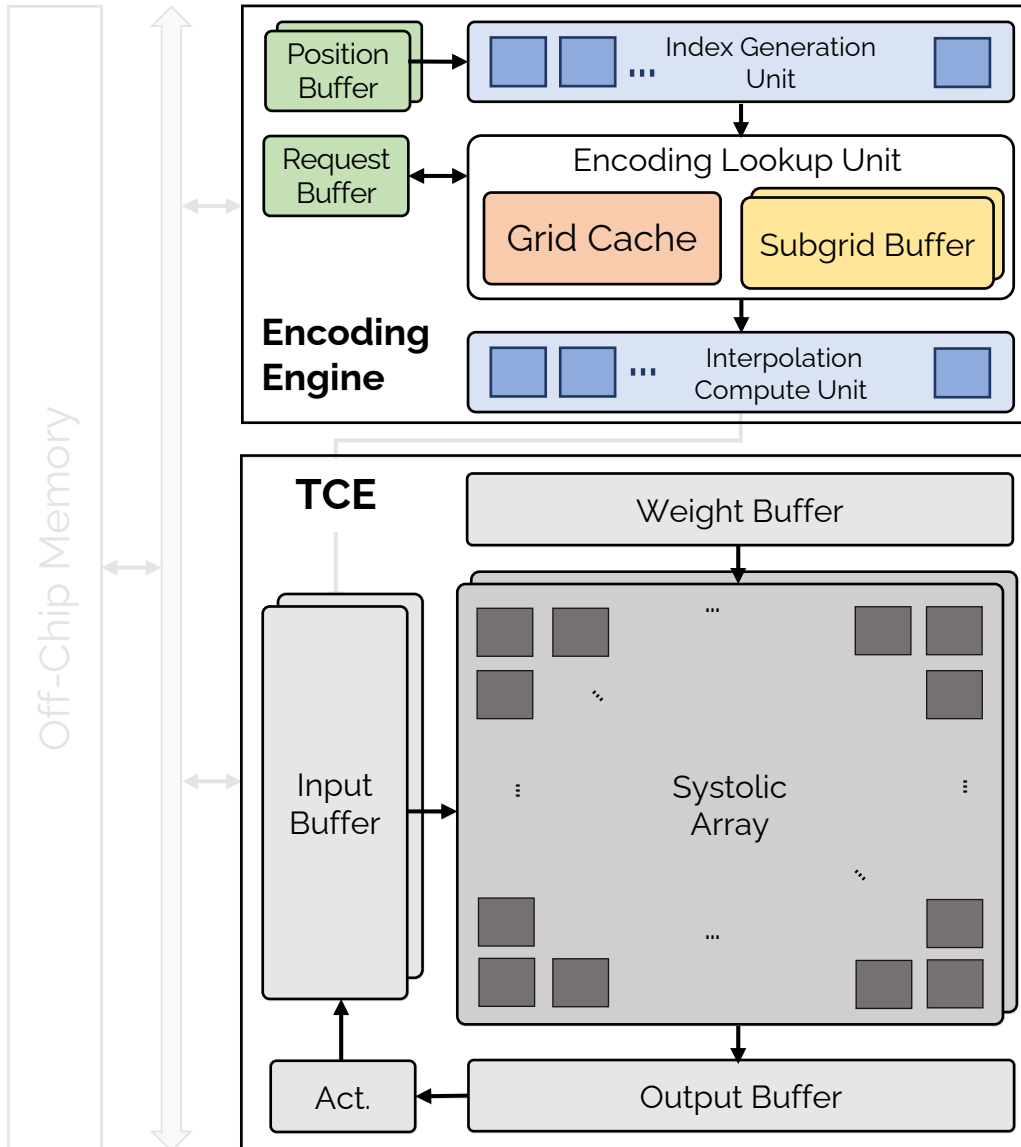 Off-Chip Memory
Position
Buffer
... Index Generation
Unit
Request
Buffer
Encoding Lookup Unit
Grid Cache
Subgrid Buffer
Encoding
Engine
... Interpolation
Compute Unit
TCE
Weight Buffer
...
...
Input
Buffer
...
Systolic
Array
...
...
...
Act.
Output Buffer